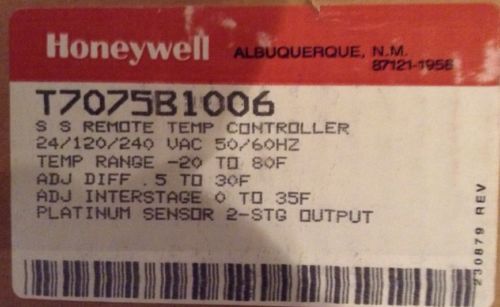 Honeywell ALBUQUERQUE, N.M.
87121-1956
T7075B1006
S S REMOTE TEMP CONTROLLER
24/120/240 VAC 50/60HZ
TEMP RANGE -20 TO 80F
ADJ DIFF .5 TO 30F
ADJ INTERSTAGE 0 TO 35F
PLATINUM SENSOR 2-STG OUTPUT
230879 REV